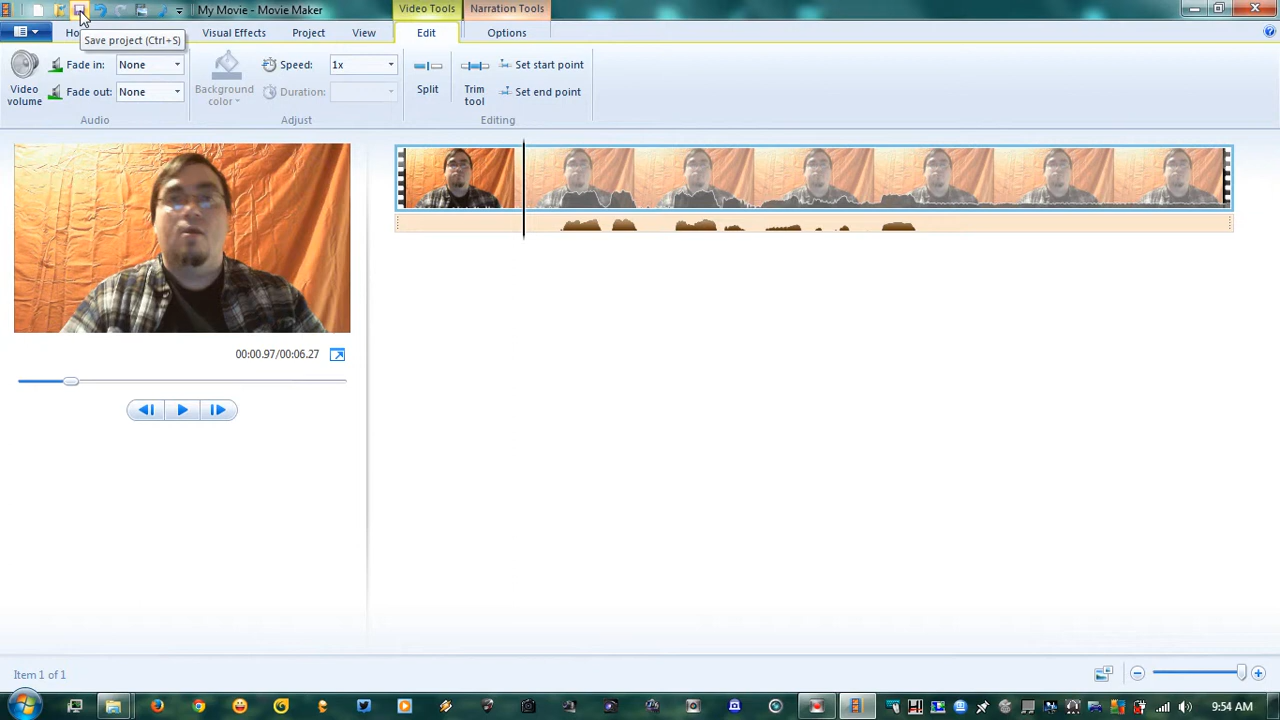 My Movie - Movie Maker
Video Tools
Narration Tools
Ho
Visual Effects
Project
View
Edit
Options
Save project (Ctrl+S)
Video volume
Fade in: None
Fade out: None
Audio
Background color
Speed: 1x
Duration:
Adjust
Split
Trim tool
Set start point
Set end point
Editing
00:00.97/00:06.27
Item 1 of 1
9:54 AM